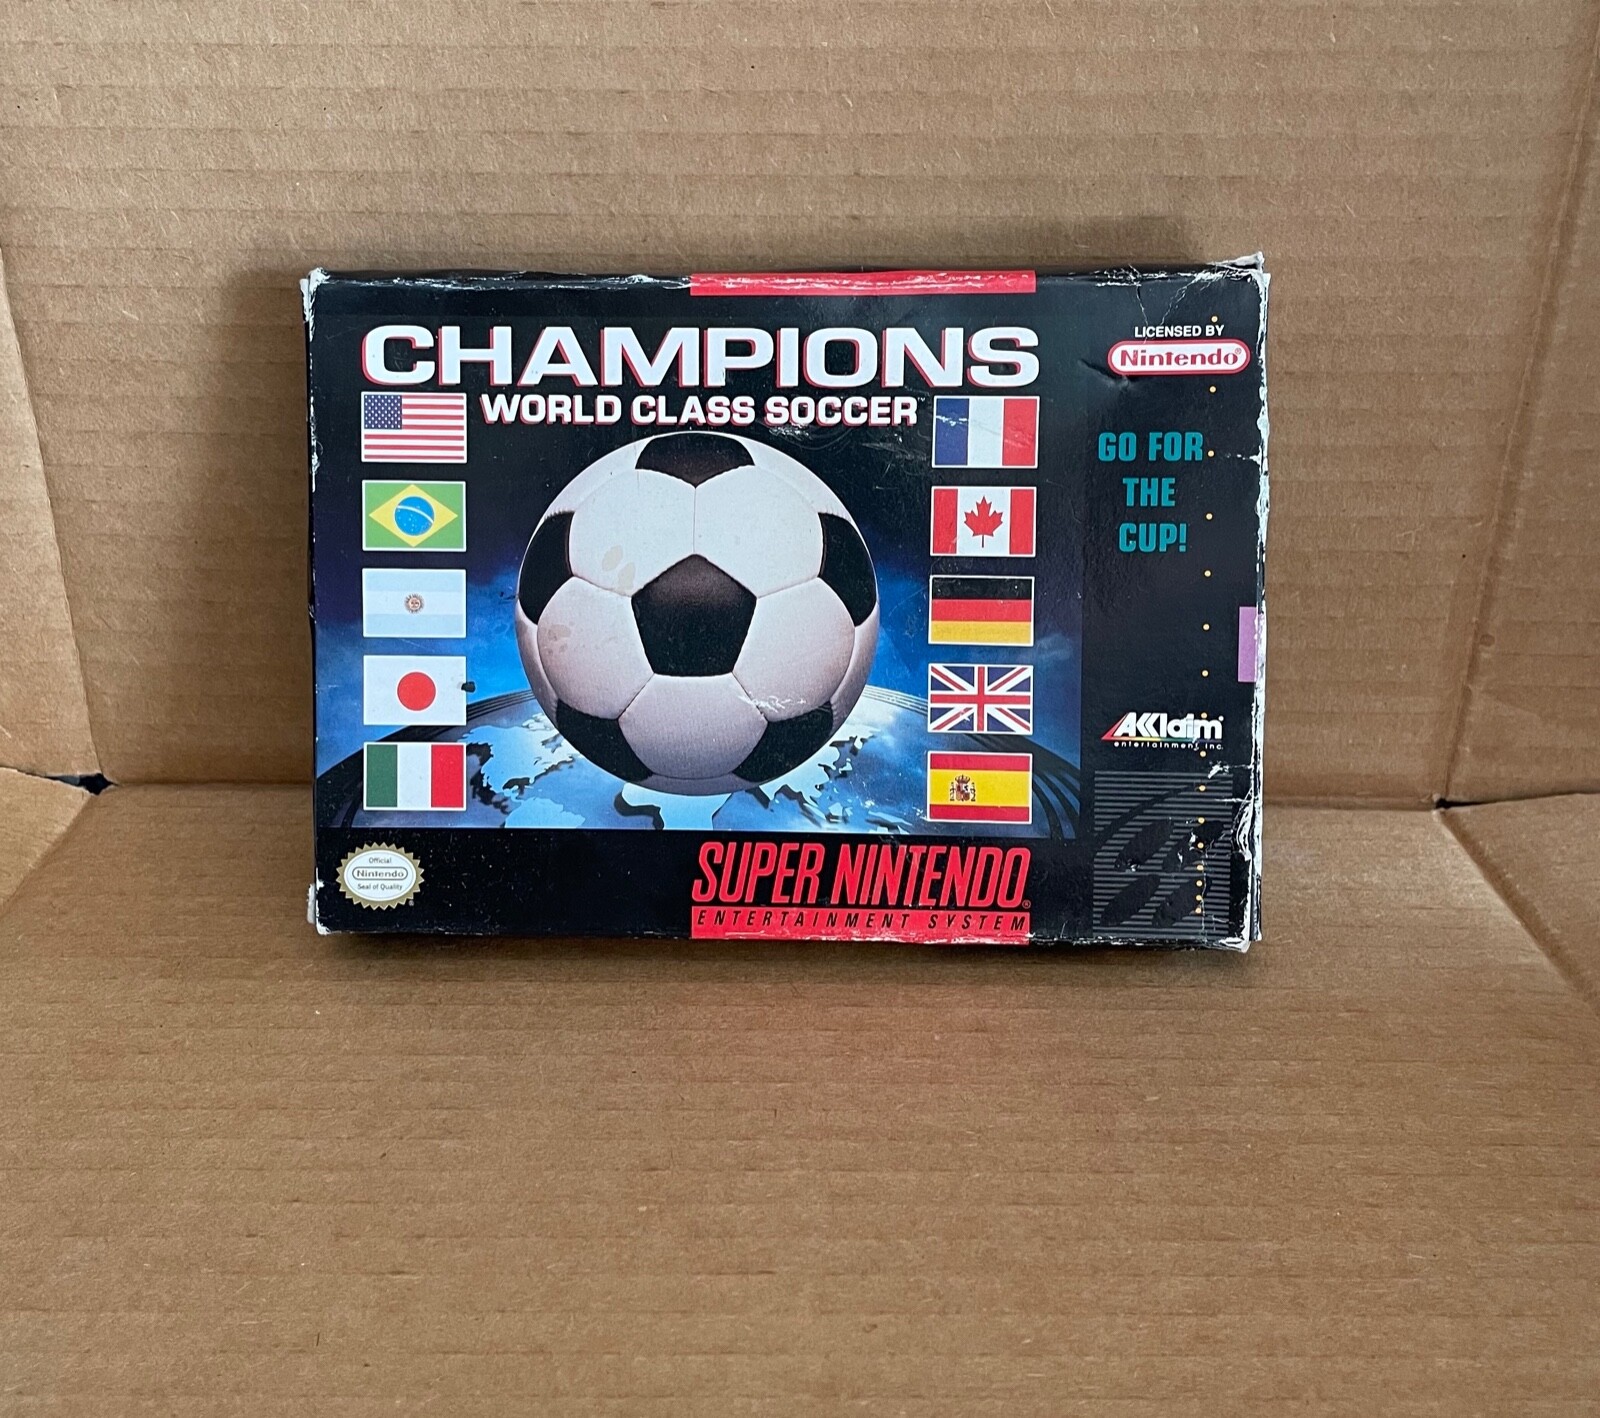 CHAMPIONS
WORLD CLASS SOCCER™
LICENSED BY
Nintendo®
GO FOR
THE
CUP!
AKKlaim®
entertainment, inc.
Official
Nintendo
Seal of Quality
SUPER NINTENDO®
ENTERTAINMENT SYSTEM